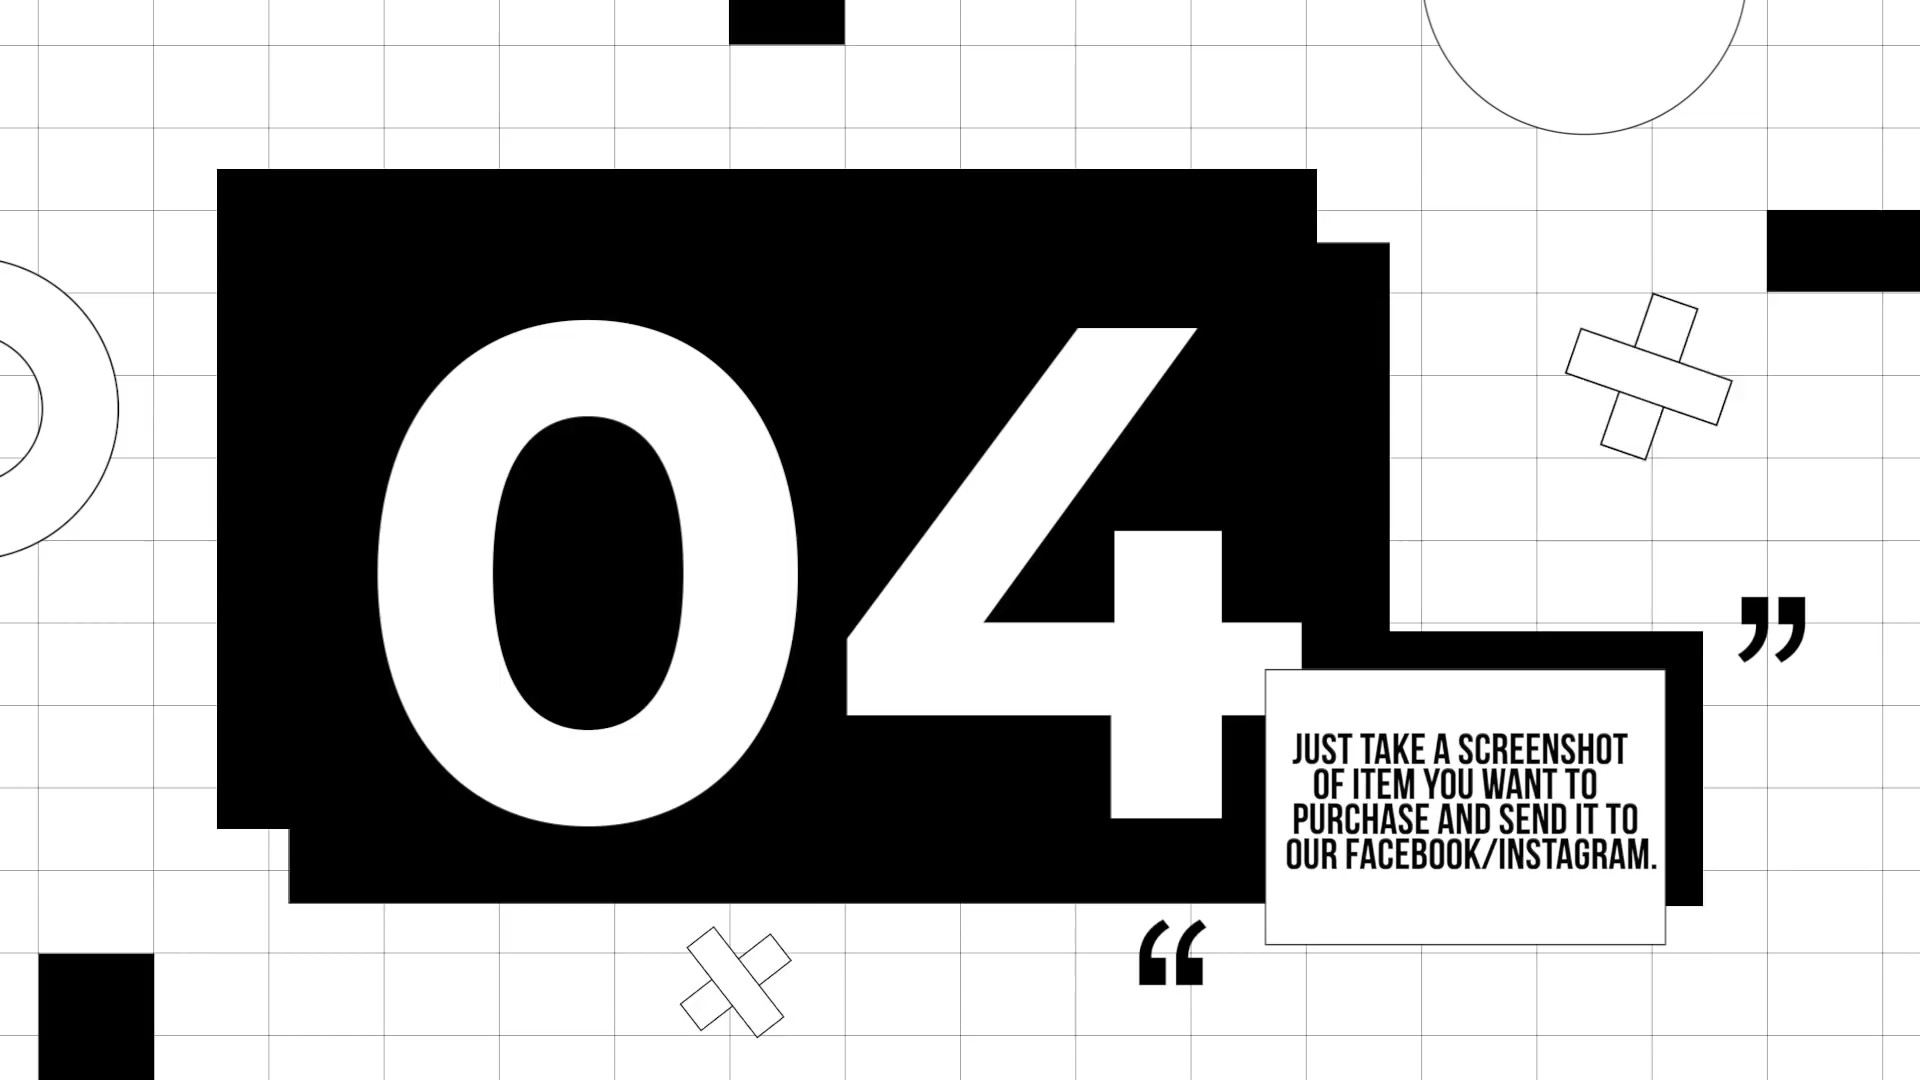 04
”
JUST TAKE A SCREENSHOT
OF ITEM YOU WANT TO
PURCHASE AND SEND IT TO
OUR FACEBOOK/INSTAGRAM.
“